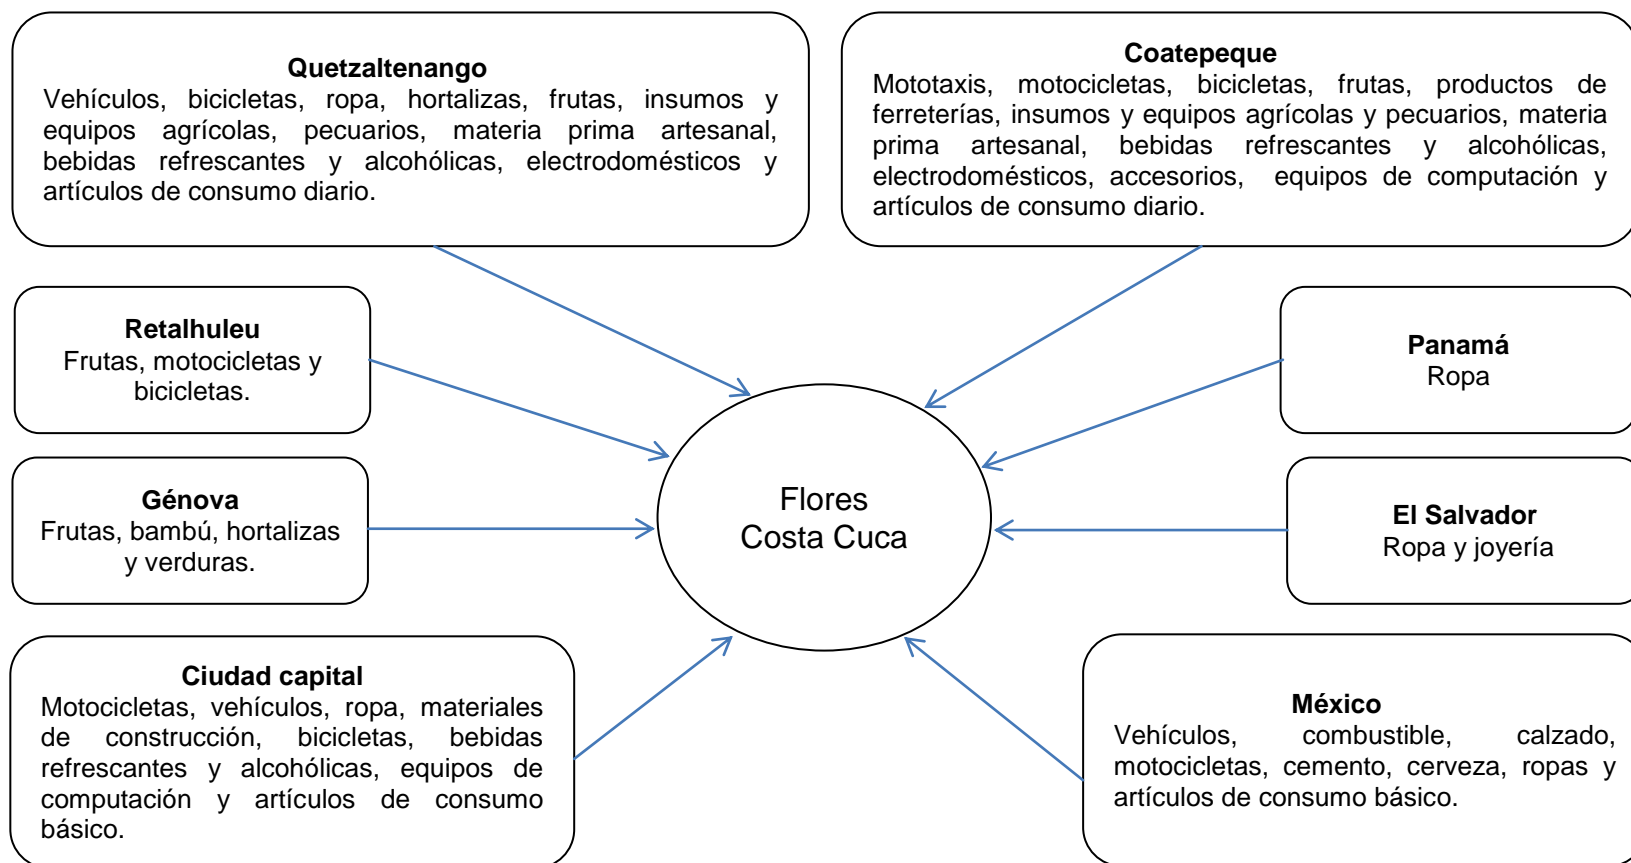 Quetzaltenango
Vehículos, bicicletas, ropa, hortalizas, frutas, insumos y
equipos agrícolas, pecuarios, materia prima artesanal,
bebidas refrescantes y alcohólicas, electrodomésticos y
artículos de consumo diario.
Coatepeque
Mototaxis, motocicletas, bicicletas, frutas, productos de
ferreterías, insumos y equipos agrícolas y pecuarios, materia
prima artesanal, bebidas refrescantes y alcohólicas,
electrodomésticos, accesorios, equipos de computación y
artículos de consumo diario.
Retalhuleu
Frutas, motocicletas y
bicicletas.
Panamá
Ropa
Génova
Frutas, bambú, hortalizas
y verduras.
Flores
Costa Cuca
El Salvador
Ropa y joyería
Ciudad capital
Motocicletas, vehículos, ropa, materiales
de construcción, bicicletas, bebidas
refrescantes y alcohólicas, equipos de
computación y artículos de consumo
básico.
México
Vehículos, combustible, calzado,
motocicletas, cemento, cerveza, ropas y
artículos de consumo básico.